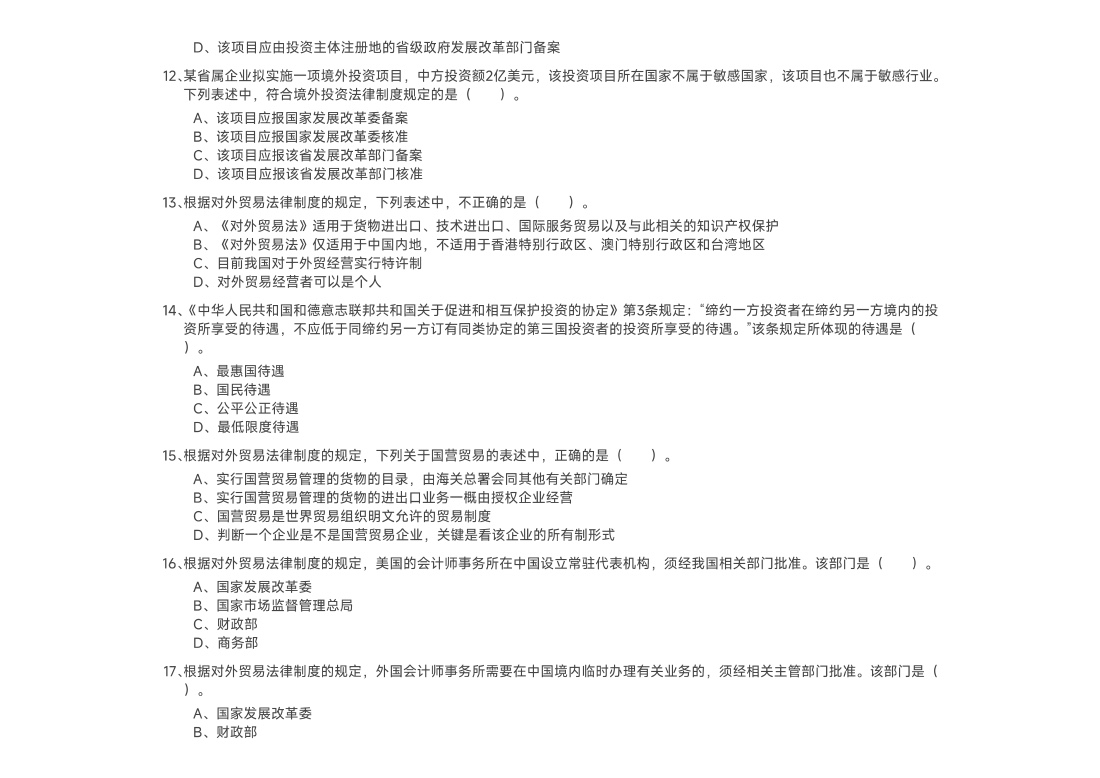 D、该项目应由投资主体注册地的省级政府发展改革部门备案
12、某省属企业拟实施一项境外投资项目，中方投资额2亿美元，该投资项目所在国家不属于敏感国家，该项目也不属于敏感行业。
下列表述中，符合境外投资法律制度规定的是（　　）。
A、该项目应报国家发展改革委备案
B、该项目应报国家发展改革委核准
C、该项目应报该省发展改革部门备案
D、该项目应报该省发展改革部门核准
13、根据对外贸易法律制度的规定，下列表述中，不正确的是（　　）。
A、《对外贸易法》适用于货物进出口、技术进出口、国际服务贸易以及与此相关的知识产权保护
B、《对外贸易法》仅适用于中国内地，不适用于香港特别行政区、澳门特别行政区和台湾地区
C、目前我国对于外贸经营实行特许制
D、对外贸易经营者可以是个人
14、《中华人民共和国和德意志联邦共和国关于促进和相互保护投资的协定》第3条规定：“缔约一方投资者在缔约另一方境内的投
资所享受的待遇，不应低于同缔约另一方订有同类协定的第三国投资者的投资所享受的待遇。”该条规定所体现的待遇是（
）。
A、最惠国待遇
B、国民待遇
C、公平公正待遇
D、最低限度待遇
15、根据对外贸易法律制度的规定，下列关于国营贸易的表述中，正确的是（　　）。
A、实行国营贸易管理的货物的目录，由海关总署会同其他有关部门确定
B、实行国营贸易管理的货物的进出口业务一概由授权企业经营
C、国营贸易是世界贸易组织明文允许的贸易制度
D、判断一个企业是不是国营贸易企业，关键是看该企业的所有制形式
16、根据对外贸易法律制度的规定，美国的会计师事务所在中国设立常驻代表机构，须经我国相关部门批准。该部门是（　　）。
A、国家发展改革委
B、国家市场监督管理总局
C、财政部
D、商务部
17、根据对外贸易法律制度的规定，外国会计师事务所需要在中国境内临时办理有关业务的，须经相关主管部门批准。该部门是（
）。
A、国家发展改革委
B、财政部